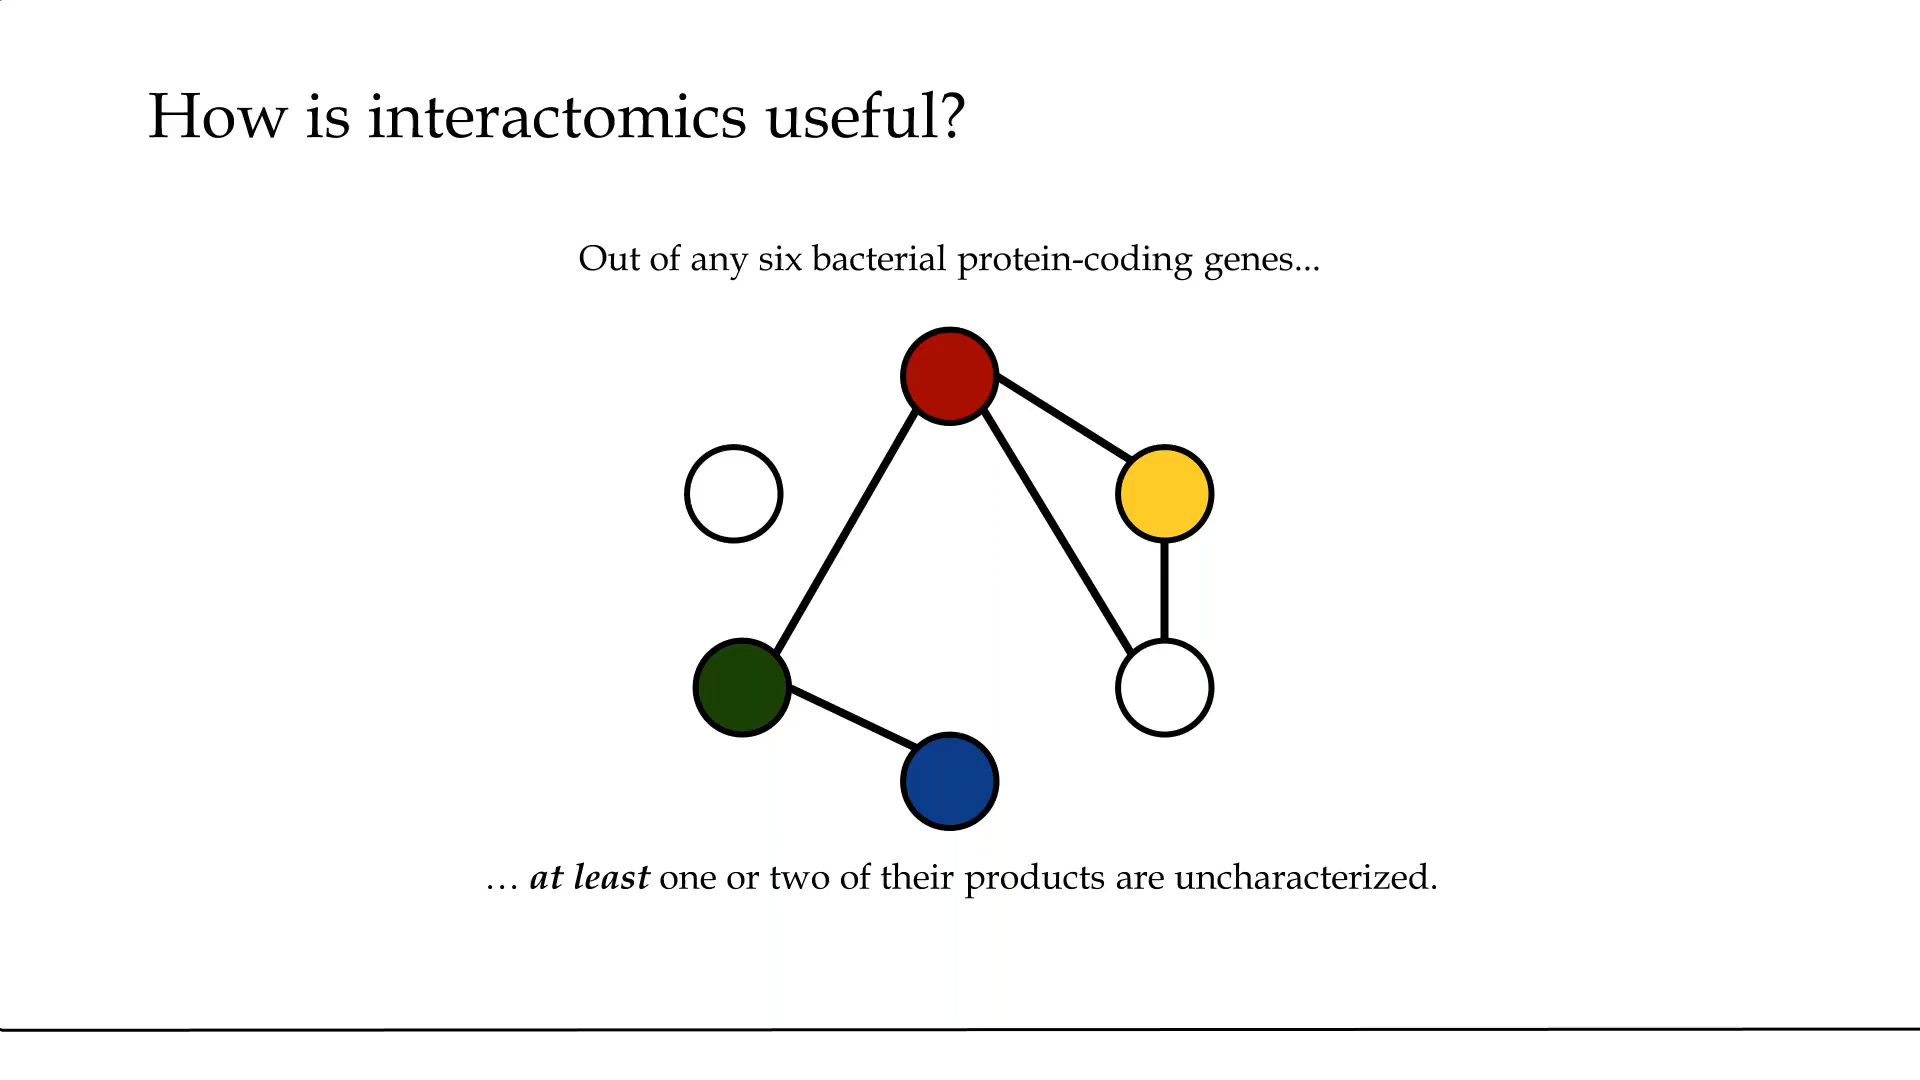 How is interactomics useful?
Out of any six bacterial protein-coding genes...
… at least one or two of their products are uncharacterized.